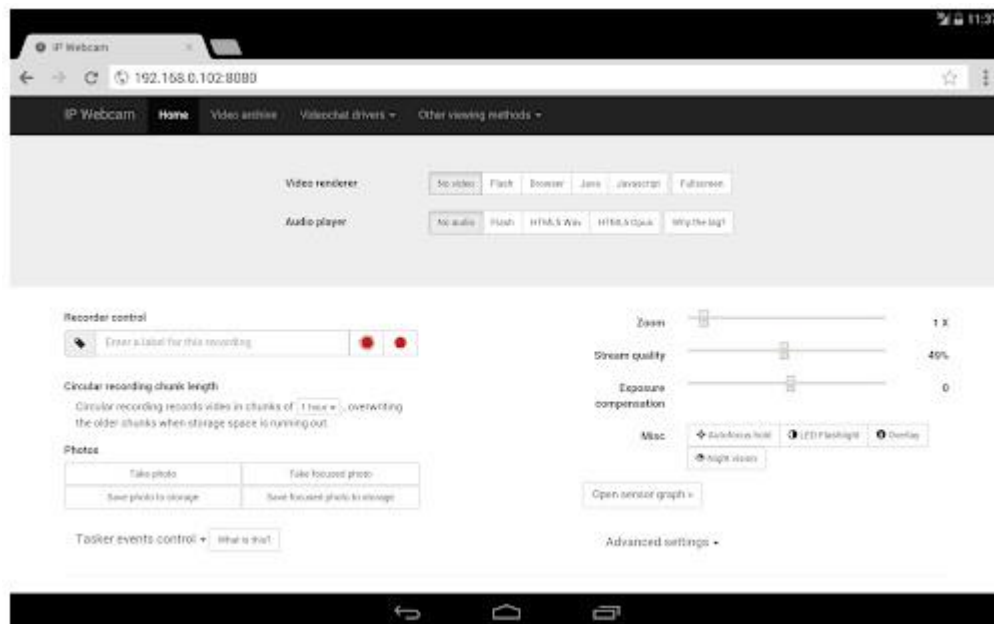 11:37
IP Webcam
192.168.0.102:8080
IP Webcam Home Video archive Videochat drivers Other viewing methods
Video renderer No video Flash Browser Java Javascript Fullscreen
Audio player No audio Flash HTML5 Wav HTML5 Opus Why the lag?
Recorder control
Enter a label for this recording
Circular recording chunk length
Circular recording records video in chunks of 1 hour , overwriting
the older chunks when storage space is running out.
Photos
Take photo Take focused photo
Save photo to storage Save focused photo to storage
Tasker events control What is this?
Zoom 1 X
Stream quality 49%
Exposure
compensation 0
Misc Autofocus hold LED Flashlight Overlay
Night vision
Open sensor graph »
Advanced settings